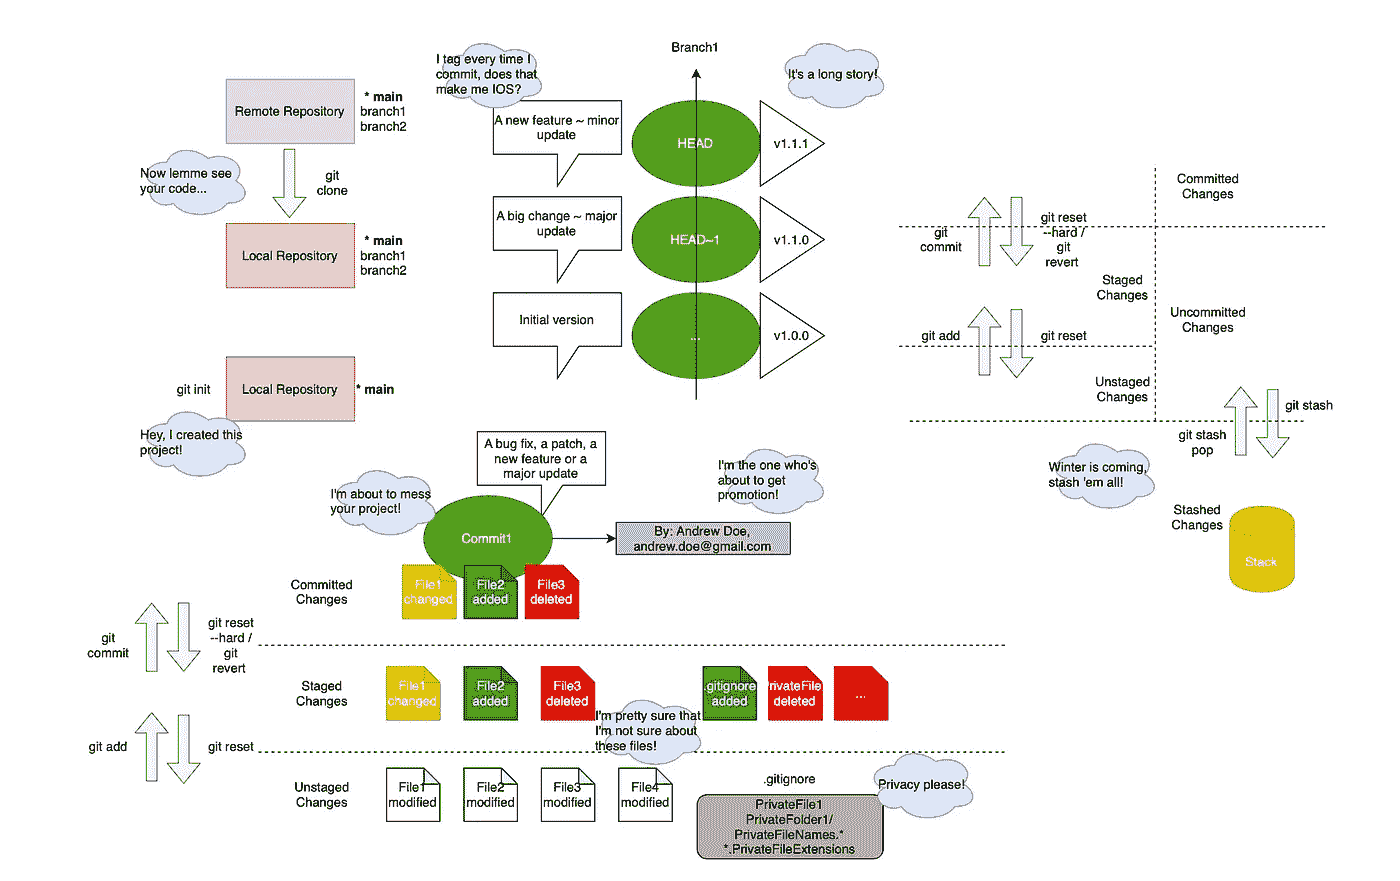 Branch1
I tag every time I
commit, does that
make me IOS?
It's a long story!
Remote Repository
* main
branch1
branch2
A new feature ~ minor
update
HEAD
v1.1.1
Now lemme see
your code...
git
clone
Local Repository
* main
branch1
branch2
A big change ~ major
update
HEAD~1
v1.1.0
Initial version
...
v1.0.0
git init
Local Repository
* main
Hey, I created this
project!
Committed
Changes
git
commit
git reset
--hard /
git
revert
Staged
Changes
Uncommitted
Changes
git add
git reset
Unstaged
Changes
git stash
git stash
pop
Winter is coming,
stash 'em all!
Stashed
Changes
Stack
A bug fix, a patch, a
new feature or a
major update
I'm about to mess
your project!
I'm the one who's
about to get
promotion!
Commit1
By: Andrew Doe,
andrew.doe@gmail.com
Committed
Changes
File1
changed
File2
added
File3
deleted
git
commit
git reset
--hard /
git
revert
Staged
Changes
File1
changed
File2
added
File3
deleted
.gitignore
added
rivateFile
deleted
...
I'm pretty sure that
I'm not sure about
these files!
git add
git reset
Unstaged
Changes
File1
modified
File2
modified
File3
modified
File4
modified
.gitignore
Privacy please!
PrivateFile1
PrivateFolder1/
PrivateFileNames.*
*.PrivateFileExtensions